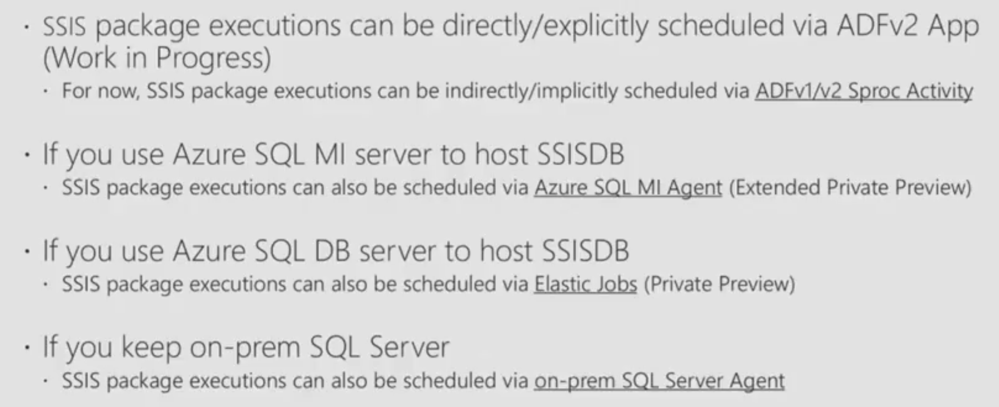 · SSIS package executions can be directly/explicitly scheduled via ADFv2 App
(Work in Progress)
· For now, SSIS package executions can be indirectly/implicitly scheduled via ADFv1/v2 Sproc Activity
· If you use Azure SQL MI server to host SSISDB
· SSIS package executions can also be scheduled via Azure SQL MI Agent (Extended Private Preview)
· If you use Azure SQL DB server to host SSISDB
· SSIS package executions can also be scheduled via Elastic Jobs (Private Preview)
· If you keep on-prem SQL Server
· SSIS package executions can also be scheduled via on-prem SQL Server Agent